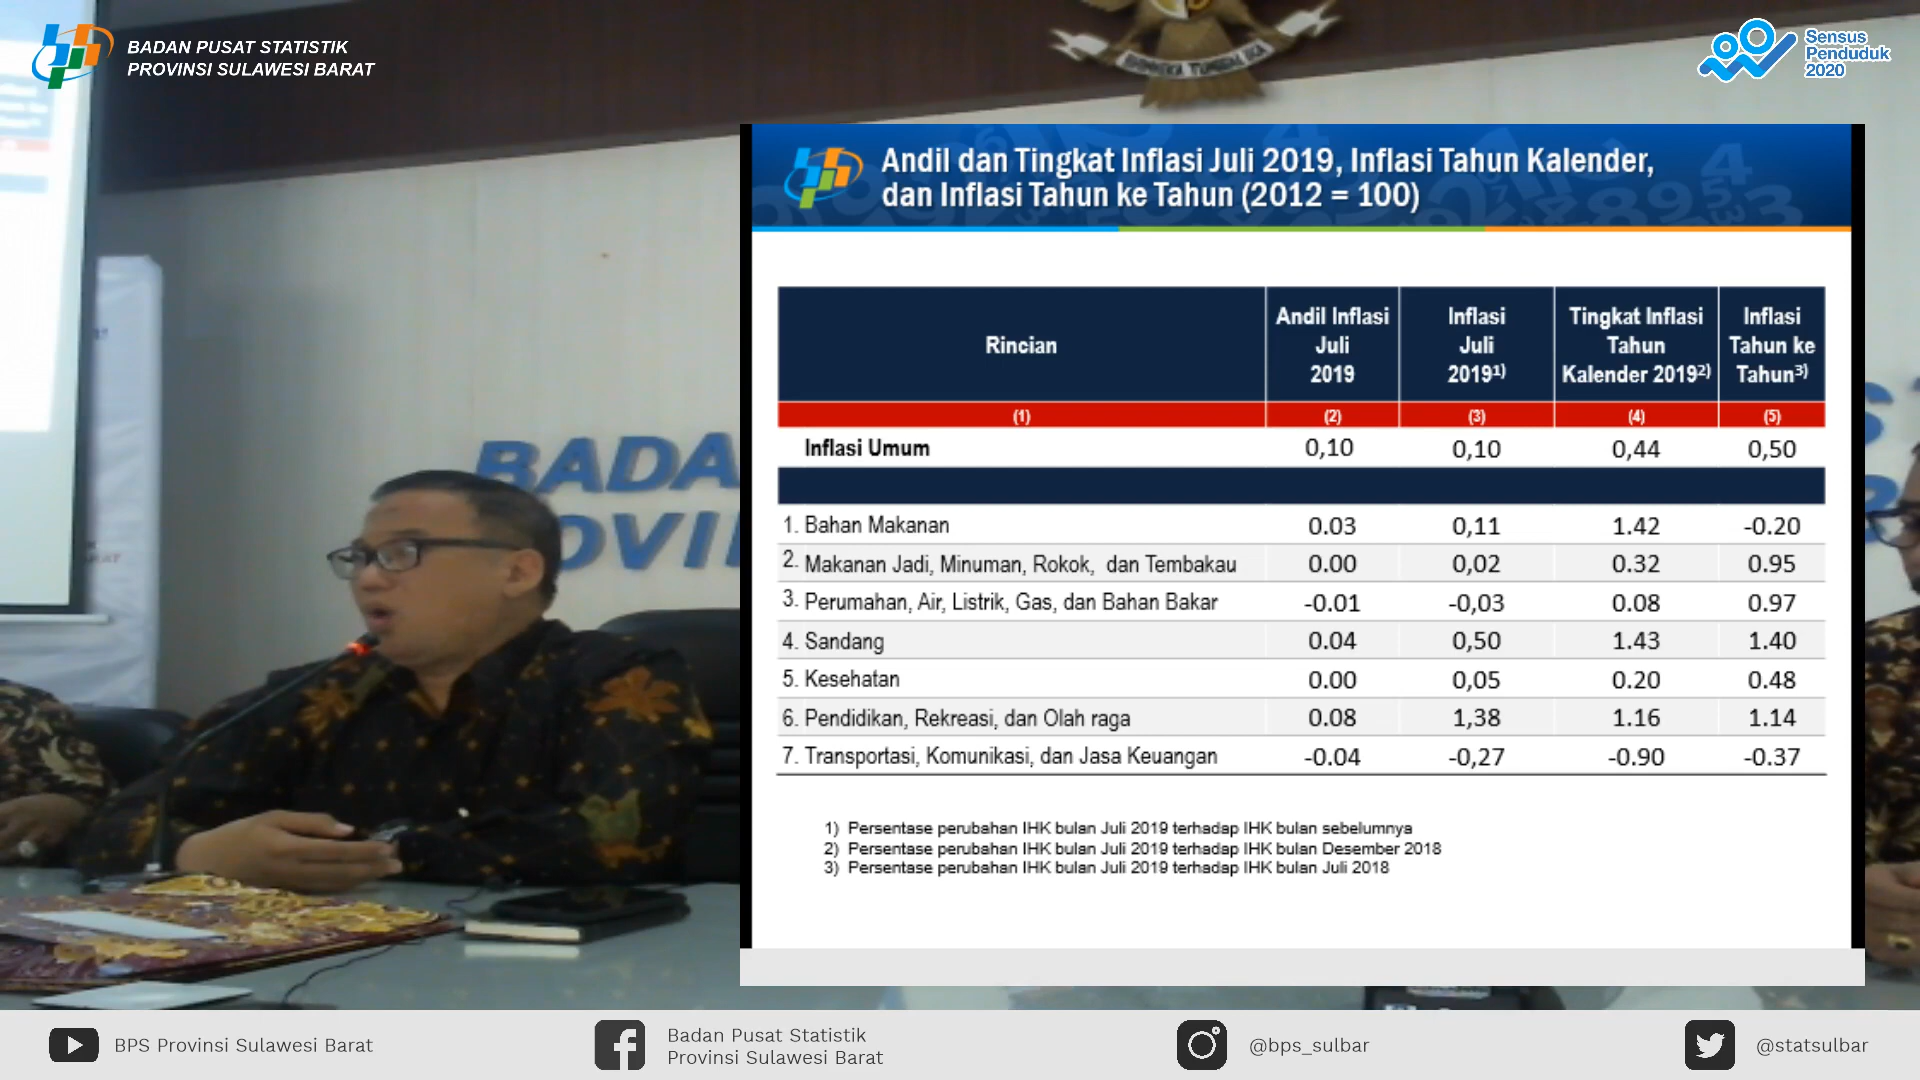 BADAN PUSAT STATISTIK
PROVINSI SULAWESI BARAT
Sensus
Penduduk
2020
BHINNEKA TUNGGAL IKA
Andil dan Tingkat Inflasi Juli 2019, Inflasi Tahun Kalender,
dan Inflasi Tahun ke Tahun (2012 = 100)
Rincian
Andil Inflasi
Juli
2019
Inflasi
Juli
2019¹⁾
Tingkat Inflasi
Tahun
Kalender 2019²⁾
Inflasi
Tahun ke
Tahun³⁾
(1) (2) (3) (4) (5)
Inflasi Umum 0,10 0,10 0,44 0,50
1. Bahan Makanan 0.03 0,11 1.42 -0.20
2. Makanan Jadi, Minuman, Rokok, dan Tembakau 0.00 0,02 0.32 0.95
3. Perumahan, Air, Listrik, Gas, dan Bahan Bakar -0.01 -0,03 0.08 0.97
4. Sandang 0.04 0,50 1.43 1.40
5. Kesehatan 0.00 0,05 0.20 0.48
6. Pendidikan, Rekreasi, dan Olah raga 0.08 1,38 1.16 1.14
7. Transportasi, Komunikasi, dan Jasa Keuangan -0.04 -0,27 -0.90 -0.37
1) Persentase perubahan IHK bulan Juli 2019 terhadap IHK bulan sebelumnya
2) Persentase perubahan IHK bulan Juli 2019 terhadap IHK bulan Desember 2018
3) Persentase perubahan IHK bulan Juli 2019 terhadap IHK bulan Juli 2018
BADA
OVI
BPS Provinsi Sulawesi Barat
Badan Pusat Statistik
Provinsi Sulawesi Barat
@bps_sulbar
@statsulbar